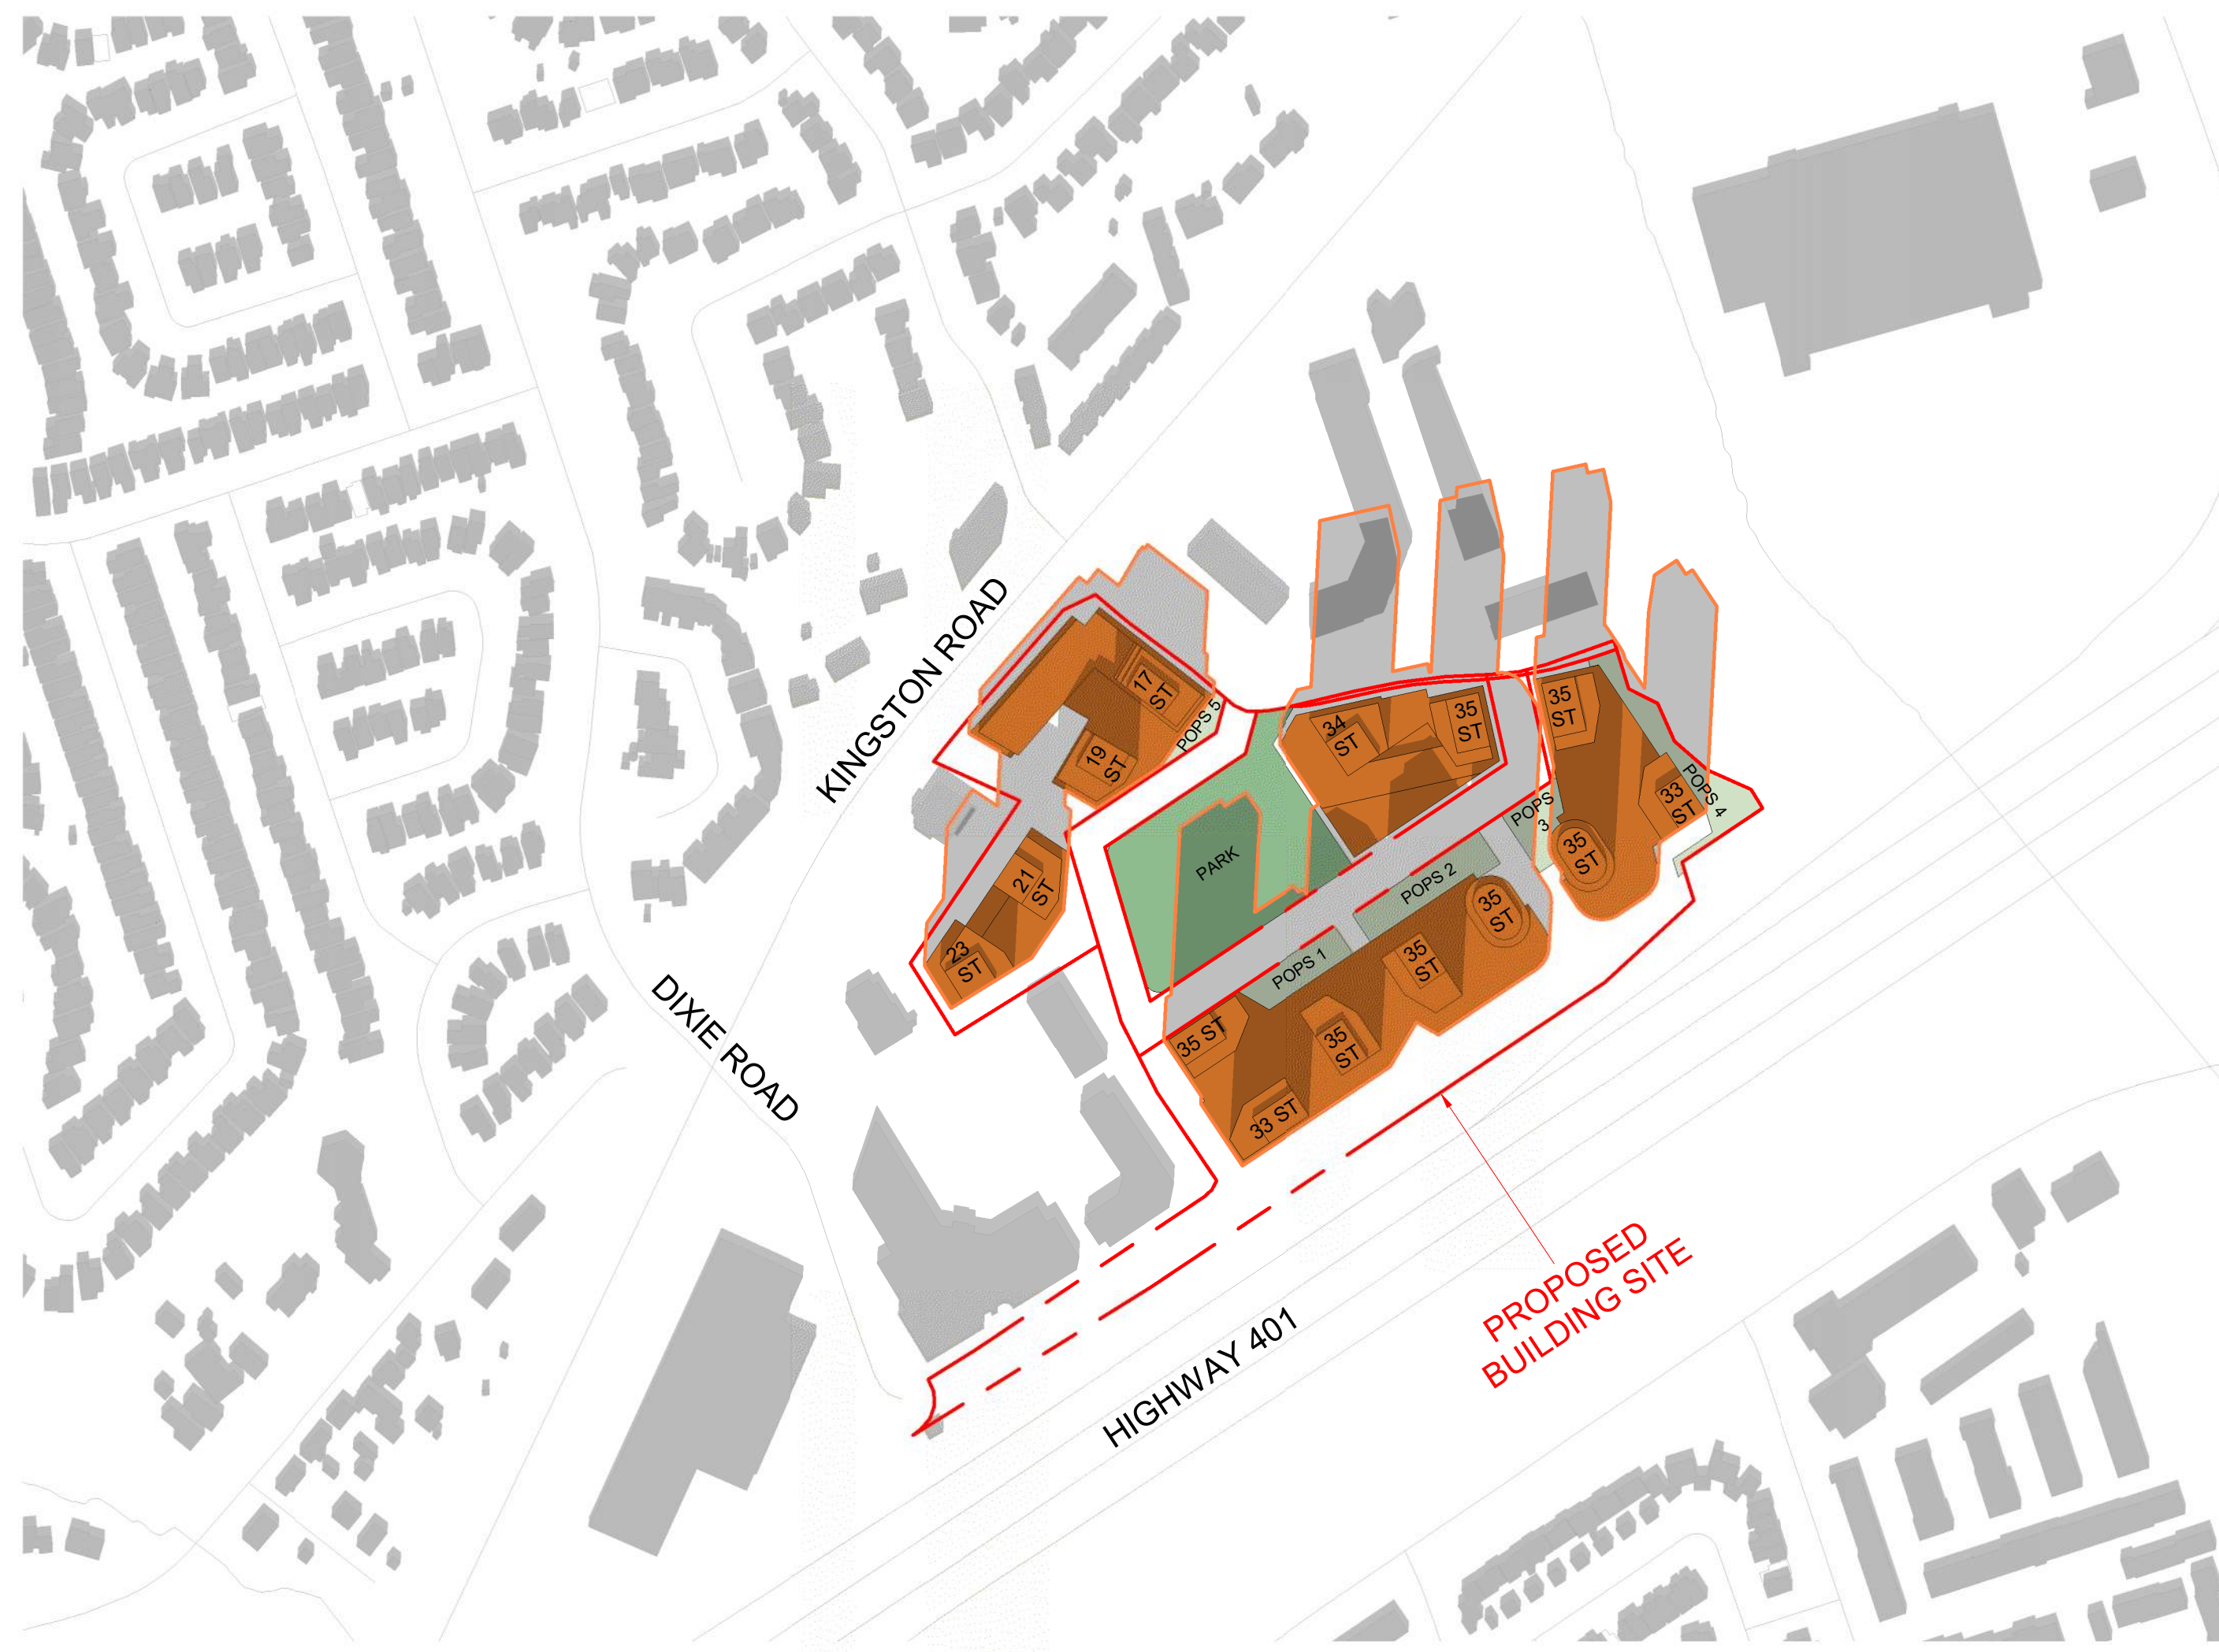 KINGSTON ROAD
17
ST
POPS 5
19
ST
34
ST
35
ST
35
ST
33
ST
POPS 4
POPS
3
35
ST
PARK
21
ST
23
ST
POPS 2
35
ST
POPS 1
35
ST
35 ST
35
ST
33 ST
DIXIE ROAD
PROPOSED
BUILDING SITE
HIGHWAY 401